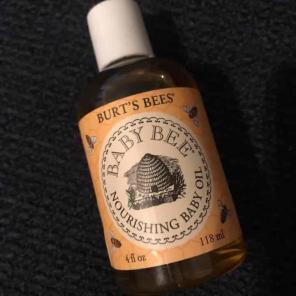 BURT'S BEES®
BABY BEE
NOURISHING BABY OIL
4 fl oz 118 ml